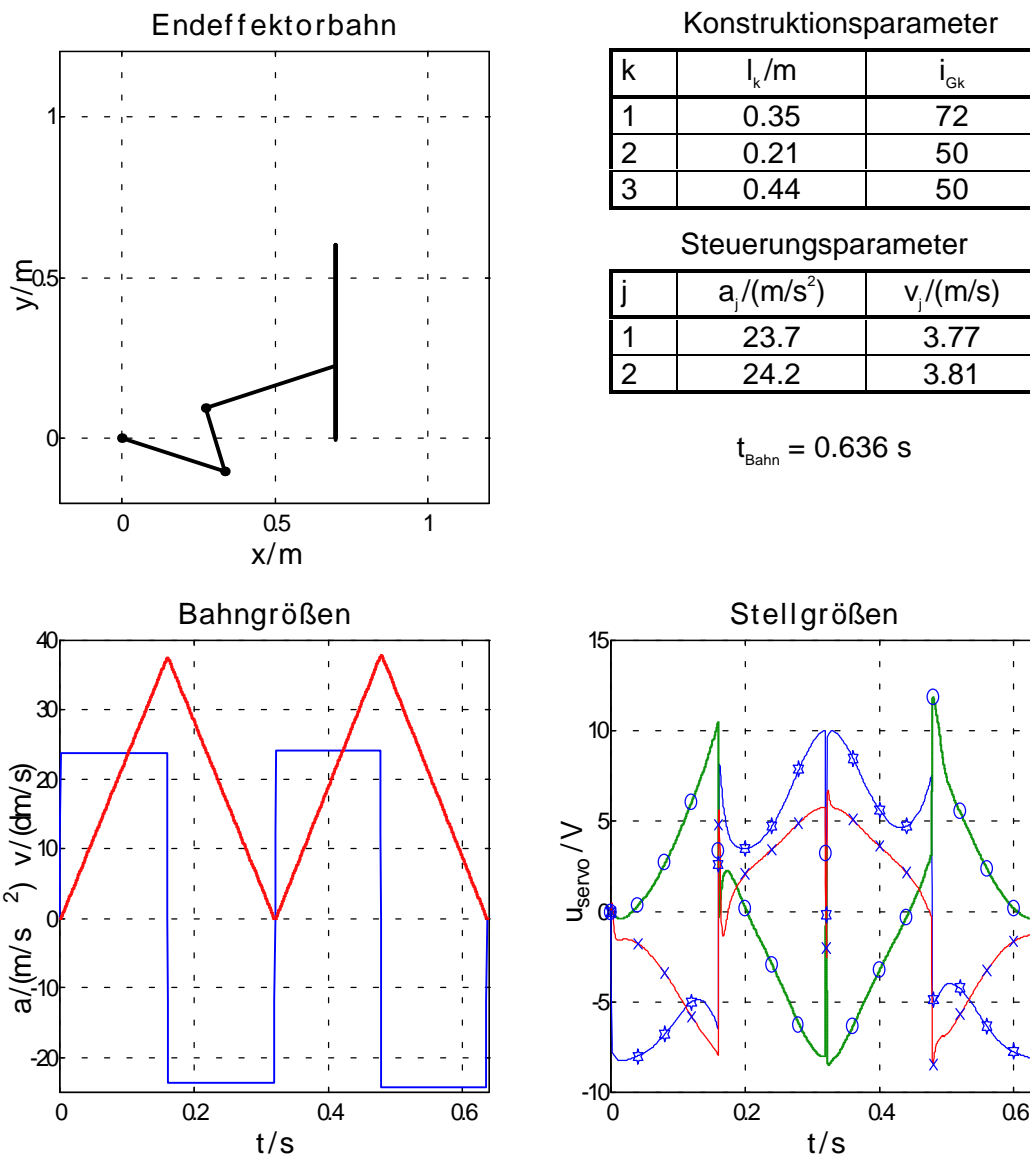 Endeffektorbahn
1
0.5
0
y/m
0 0.5 1
x/m
Konstruktionsparameter
k l_k/m i_Gk
1 0.35 72
2 0.21 50
3 0.44 50
Steuerungsparameter
j a_j/(m/s²) v_j/(m/s)
1 23.7 3.77
2 24.2 3.81
t_Bahn = 0.636 s
Bahngrößen
40
30
20
10
0
-10
-20
a/(m/s²) v/(dm/s)
0 0.2 0.4 0.6
t/s
Stellgrößen
15
10
5
0
-5
-10
u_servo/V
0 0.2 0.4 0.6
t/s